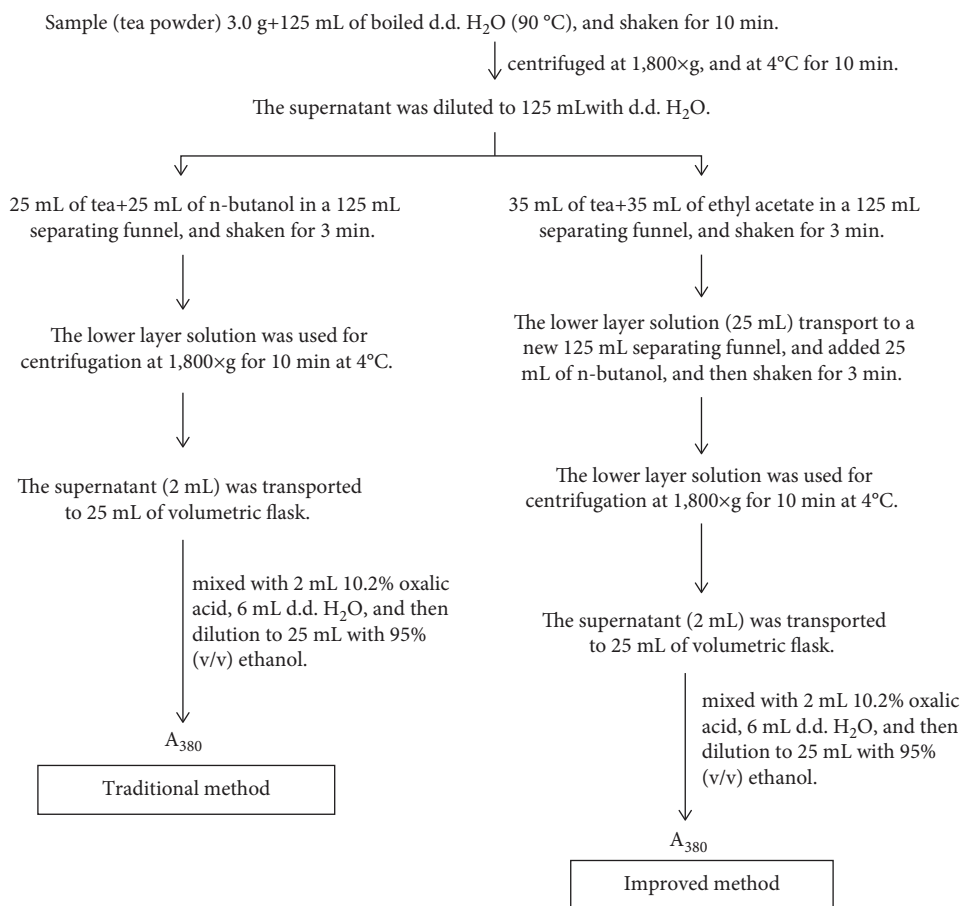 Sample (tea powder) 3.0 g+125 mL of boiled d.d. H₂O (90 °C), and shaken for 10 min.
centrifuged at 1,800×g, and at 4°C for 10 min.
The supernatant was diluted to 125 mLwith d.d. H₂O.
25 mL of tea+25 mL of n-butanol in a 125 mL
separating funnel, and shaken for 3 min.
The lower layer solution was used for
centrifugation at 1,800×g for 10 min at 4°C.
The supernatant (2 mL) was transported
to 25 mL of volumetric flask.
mixed with 2 mL 10.2% oxalic
acid, 6 mL d.d. H₂O, and then
dilution to 25 mL with 95%
(v/v) ethanol.
A₃₈₀
Traditional method
35 mL of tea+35 mL of ethyl acetate in a 125 mL
separating funnel, and shaken for 3 min.
The lower layer solution (25 mL) transport to a
new 125 mL separating funnel, and added 25
mL of n-butanol, and then shaken for 3 min.
The lower layer solution was used for
centrifugation at 1,800×g for 10 min at 4°C.
The supernatant (2 mL) was transported
to 25 mL of volumetric flask.
mixed with 2 mL 10.2% oxalic
acid, 6 mL d.d. H₂O, and then
dilution to 25 mL with 95%
(v/v) ethanol.
A₃₈₀
Improved method